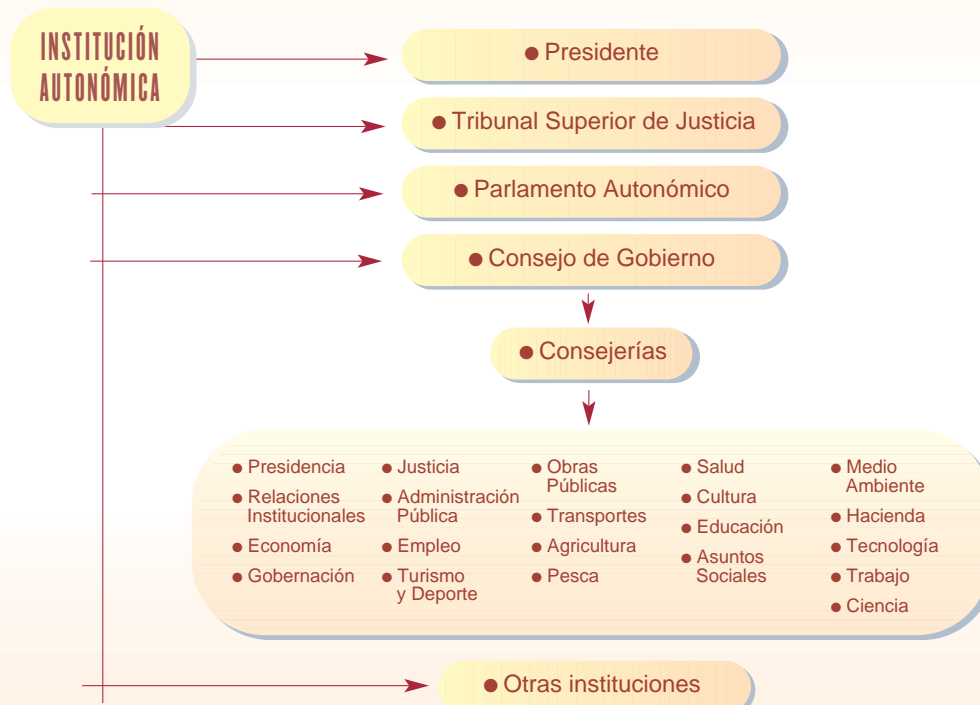 INSTITUCIÓN
AUTONÓMICA
● Presidente
● Tribunal Superior de Justicia
● Parlamento Autonómico
● Consejo de Gobierno
● Consejerías
● Presidencia
● Relaciones
Institucionales
● Economía
● Gobernación
● Justicia
● Administración
Pública
● Empleo
● Turismo
y Deporte
● Obras
Públicas
● Transportes
● Agricultura
● Pesca
● Salud
● Cultura
● Educación
● Asuntos
Sociales
● Medio
Ambiente
● Hacienda
● Tecnología
● Trabajo
● Ciencia
● Otras instituciones